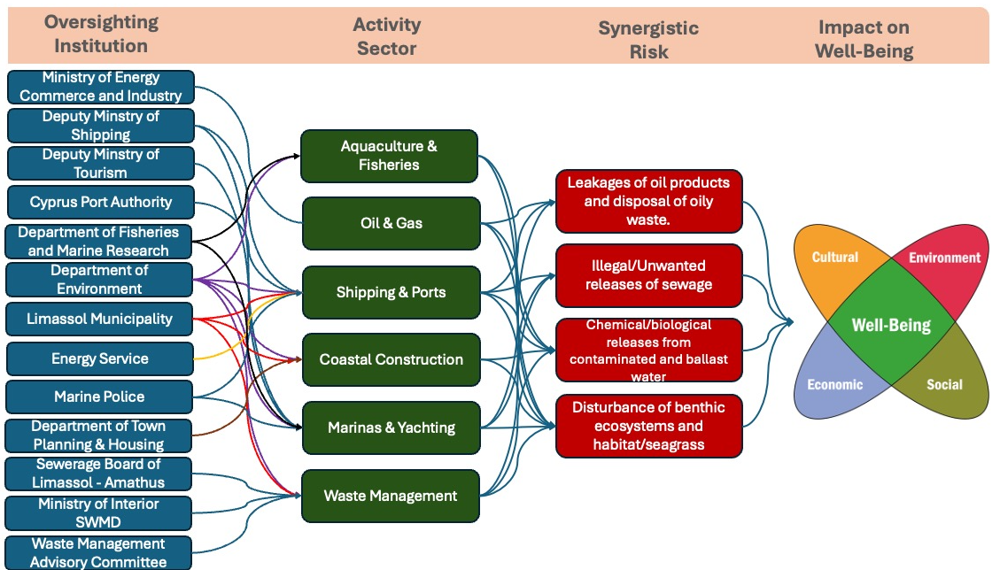 Oversighting
Institution
Activity
Sector
Synergistic
Risk
Impact on
Well-Being
Ministry of Energy
Commerce and Industry
Deputy Minstry of
Shipping
Deputy Minstry of
Tourism
Cyprus Port Authority
Department of Fisheries
and Marine Research
Department of
Environment
Limassol Municipality
Energy Service
Marine Police
Department of Town
Planning & Housing
Sewerage Board of
Limassol - Amathus
Ministry of Interior
SWMD
Waste Management
Advisory Committee
Aquaculture &
Fisheries
Oil & Gas
Shipping & Ports
Coastal Construction
Marinas & Yachting
Waste Management
Leakages of oil products
and disposal of oily
waste.
Illegal/Unwanted
releases of sewage
Chemical/biological
releases from
contaminated and ballast
water
Disturbance of benthic
ecosystems and
habitat/seagrass
Cultural
Environment
Well-Being
Economic
Social